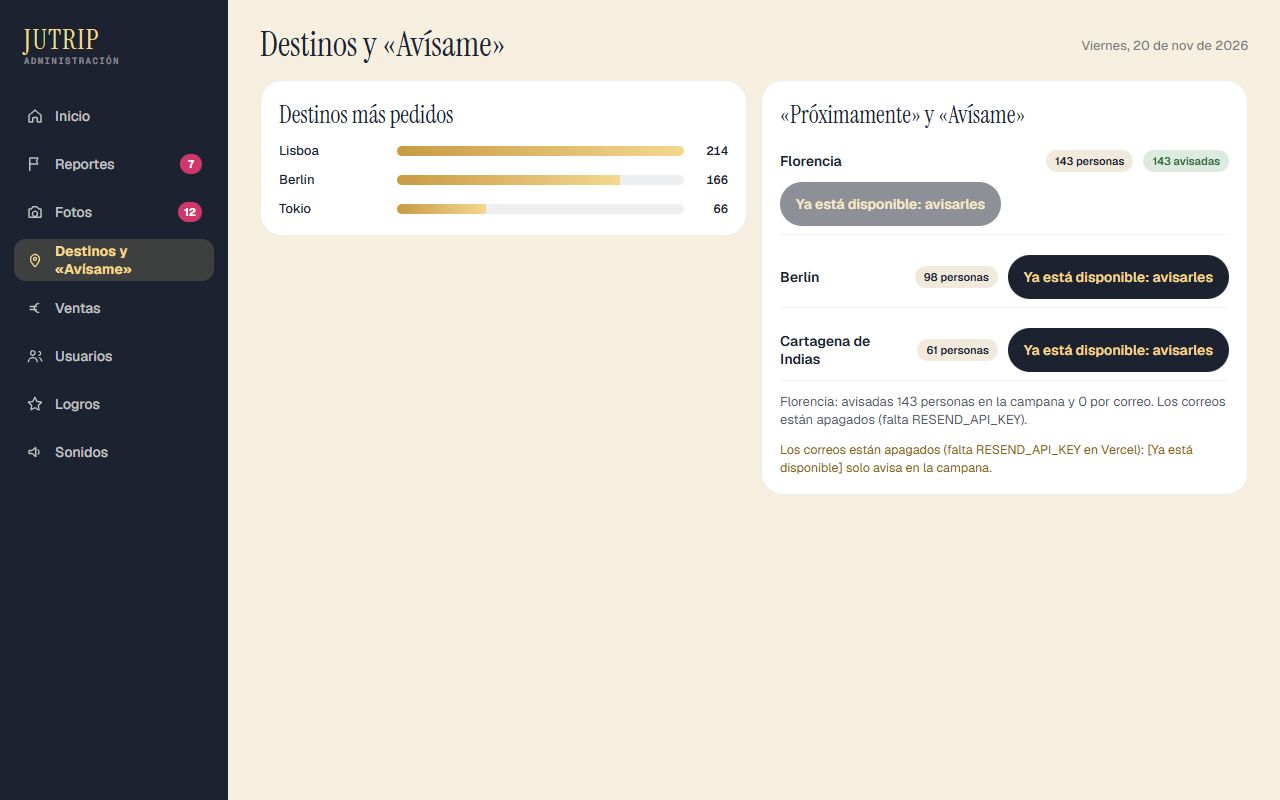 JUTRIP
ADMINISTRACIÓN
Inicio
Reportes 7
Fotos 12
Destinos y
«Avísame»
Ventas
Usuarios
Logros
Sonidos
Destinos y «Avísame»
Viernes, 20 de nov de 2026
Destinos más pedidos
Lisboa 214
Berlín 166
Tokio 66
«Próximamente» y «Avísame»
Florencia 143 personas 143 avisadas
Ya está disponible: avisarles
Berlín 98 personas Ya está disponible: avisarles
Cartagena de
Indias 61 personas Ya está disponible: avisarles
Florencia: avisadas 143 personas en la campana y 0 por correo. Los correos
están apagados (falta RESEND_API_KEY).
Los correos están apagados (falta RESEND_API_KEY en Vercel): [Ya está
disponible] solo avisa en la campana.